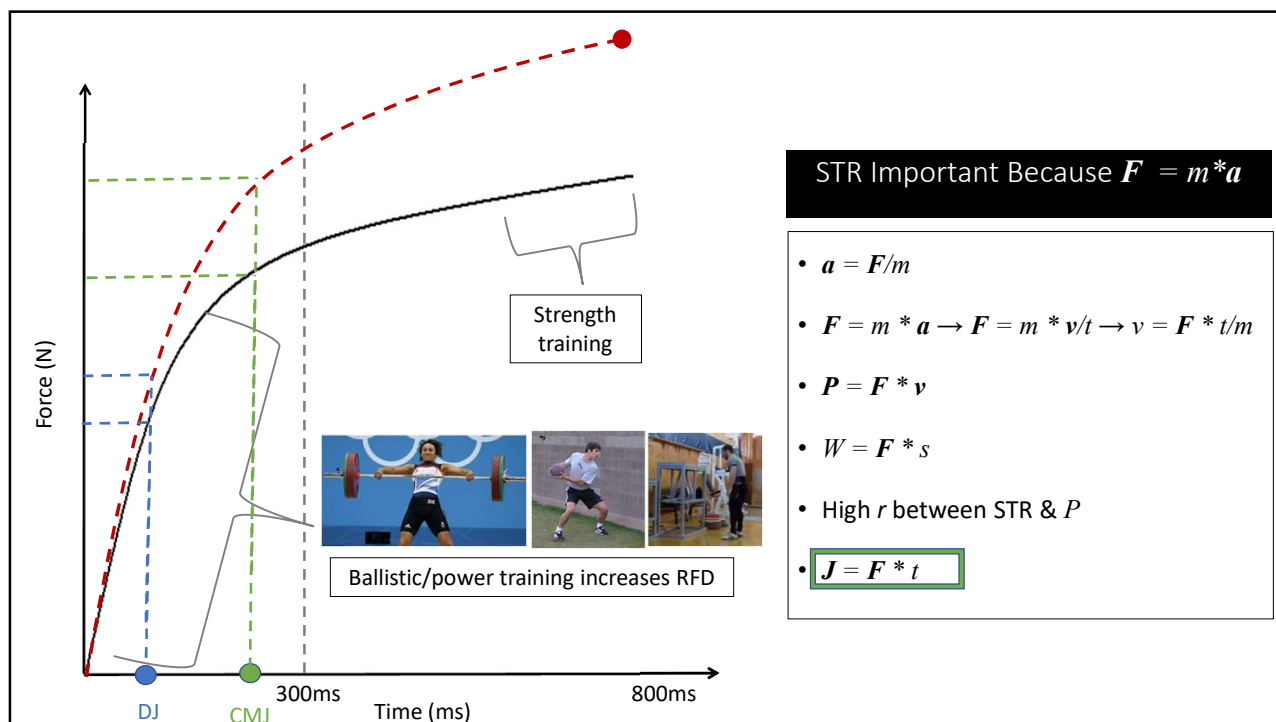 Force (N)
Strength
training
Ballistic/power training increases RFD
300ms
800ms
DJ
CMJ
Time (ms)
STR Important Because F = m*a
• a = F/m
• F = m * a → F = m * v/t → v = F * t/m
• P = F * v
• W = F * s
• High r between STR & P
• J = F * t